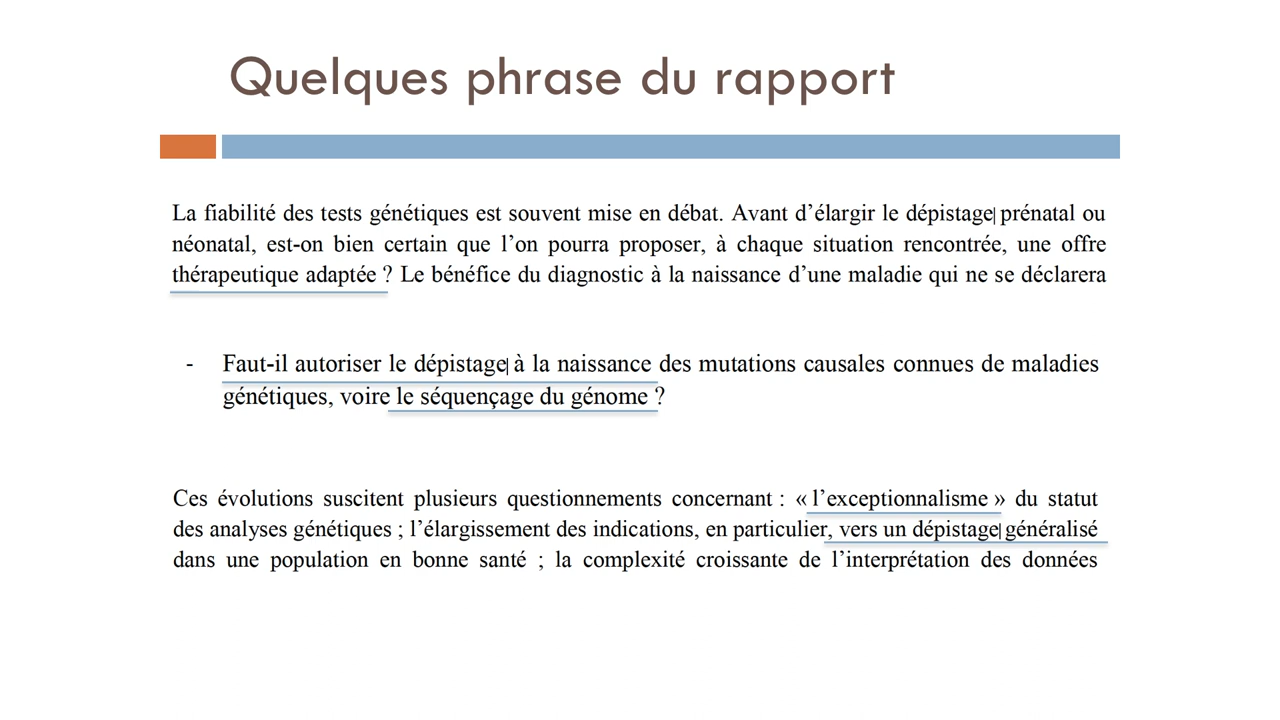 Quelques phrase du rapport
La fiabilité des tests génétiques est souvent mise en débat. Avant d’élargir le dépistage prénatal ou
néonatal, est-on bien certain que l’on pourra proposer, à chaque situation rencontrée, une offre
thérapeutique adaptée ? Le bénéfice du diagnostic à la naissance d’une maladie qui ne se déclarera
- Faut-il autoriser le dépistage à la naissance des mutations causales connues de maladies
génétiques, voire le séquençage du génome ?
Ces évolutions suscitent plusieurs questionnements concernant : « l’exceptionnalisme » du statut
des analyses génétiques ; l’élargissement des indications, en particulier, vers un dépistage généralisé
dans une population en bonne santé ; la complexité croissante de l’interprétation des données